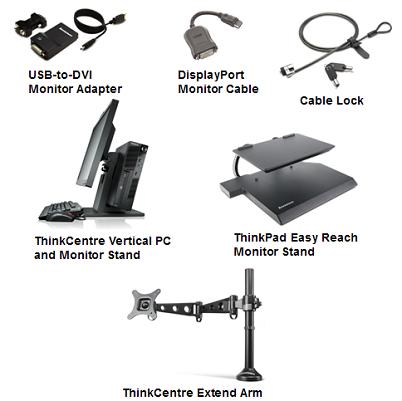 USB-to-DVI
Monitor Adapter
DisplayPort
Monitor Cable
Cable Lock
ThinkCentre Vertical PC
and Monitor Stand
ThinkPad Easy Reach
Monitor Stand
ThinkCentre Extend Arm